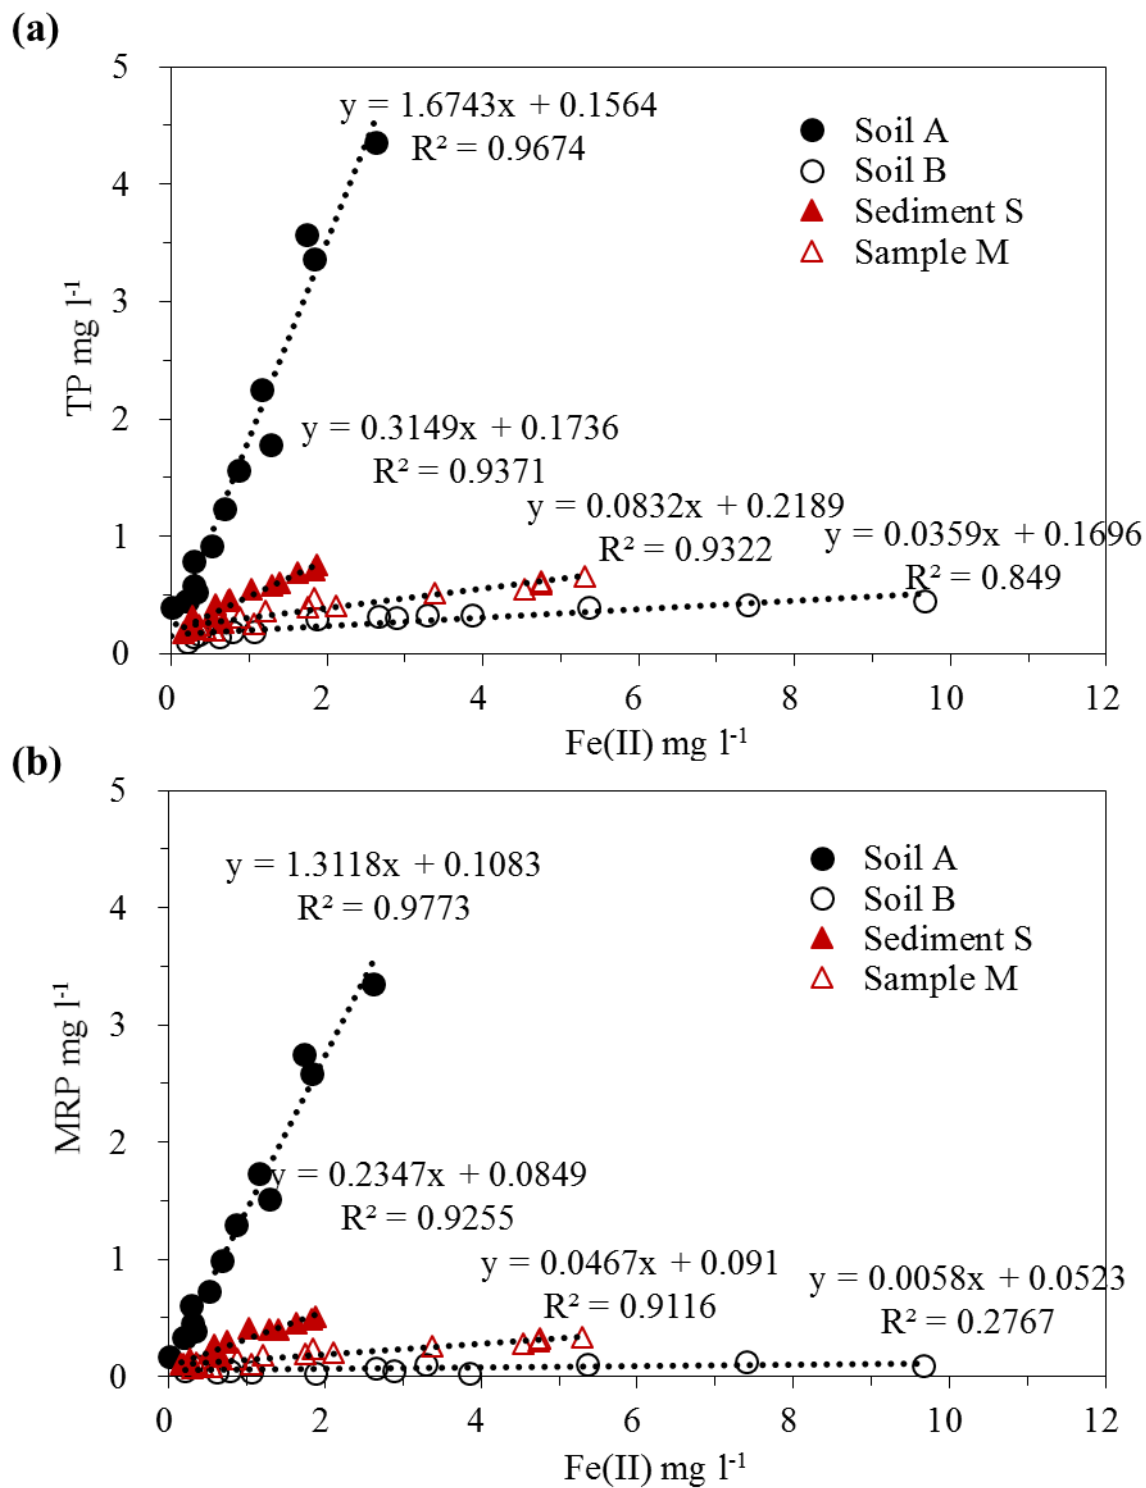 (a)
5
y = 1.6743x + 0.1564
R² = 0.9674
Soil A
Soil B
Sediment S
Sample M
4
3
TP mg l⁻¹
2
y = 0.3149x + 0.1736
R² = 0.9371
y = 0.0832x + 0.2189
R² = 0.9322
y = 0.0359x + 0.1696
R² = 0.849
1
0
0 2 4 6 8 10 12
Fe(II) mg l⁻¹
(b)
5
y = 1.3118x + 0.1083
R² = 0.9773
Soil A
Soil B
Sediment S
Sample M
4
3
MRP mg l⁻¹
2
y = 0.2347x + 0.0849
R² = 0.9255
y = 0.0467x + 0.091
R² = 0.9116
y = 0.0058x + 0.0523
R² = 0.2767
1
0
0 2 4 6 8 10 12
Fe(II) mg l⁻¹